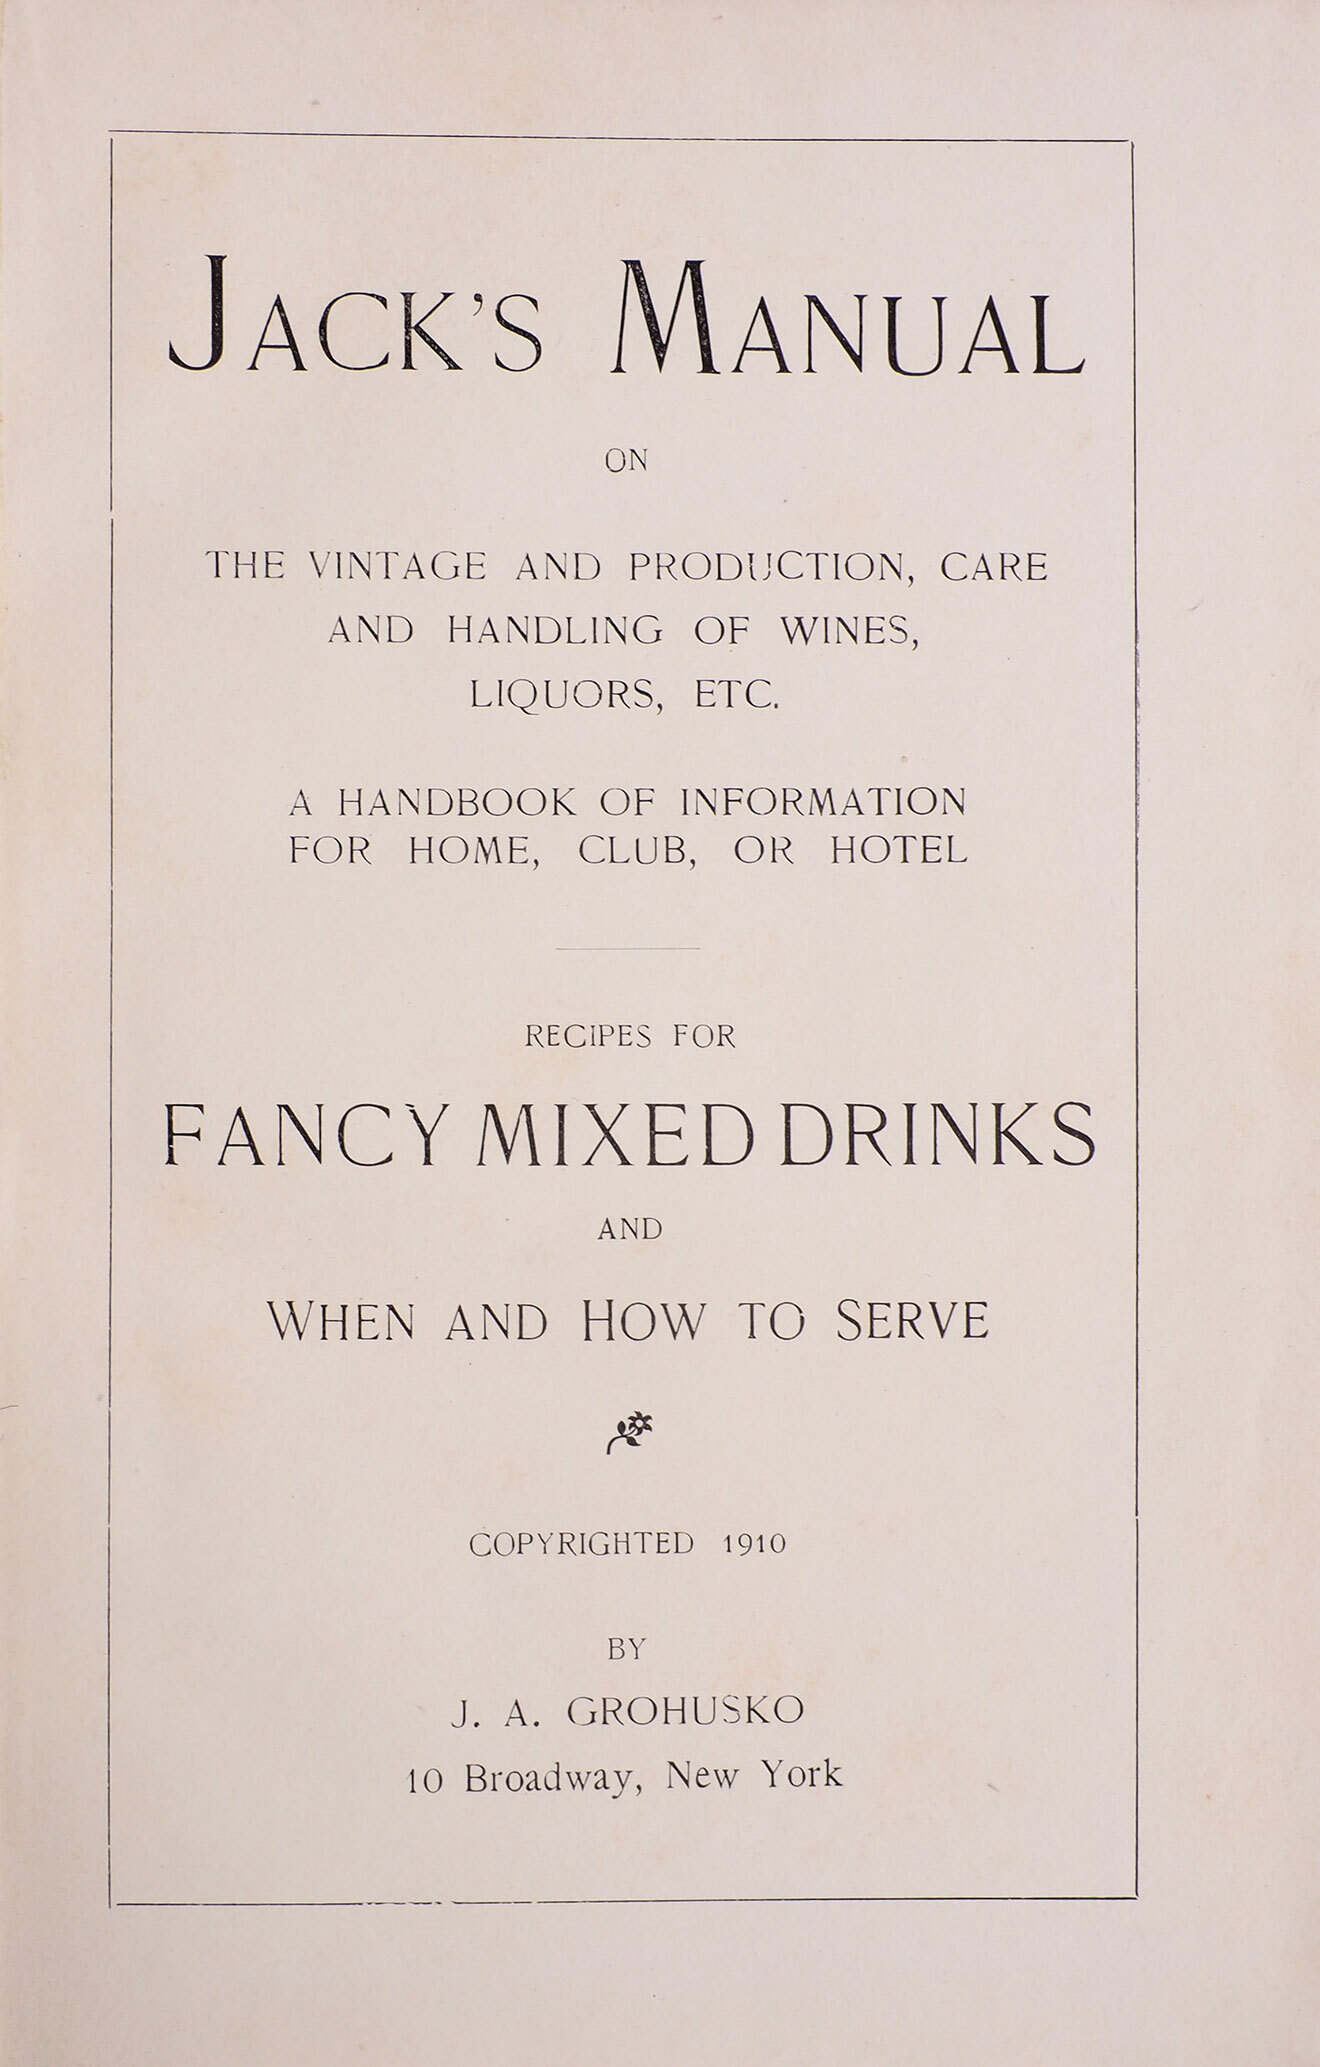 JACK'S MANUAL
ON
THE VINTAGE AND PRODUCTION, CARE
AND HANDLING OF WINES,
LIQUORS, ETC.
A HANDBOOK OF INFORMATION
FOR HOME, CLUB, OR HOTEL
RECIPES FOR
FANCY MIXED DRINKS
AND
WHEN AND HOW TO SERVE
COPYRIGHTED 1910
BY
J. A. GROHUSKO
10 Broadway, New York